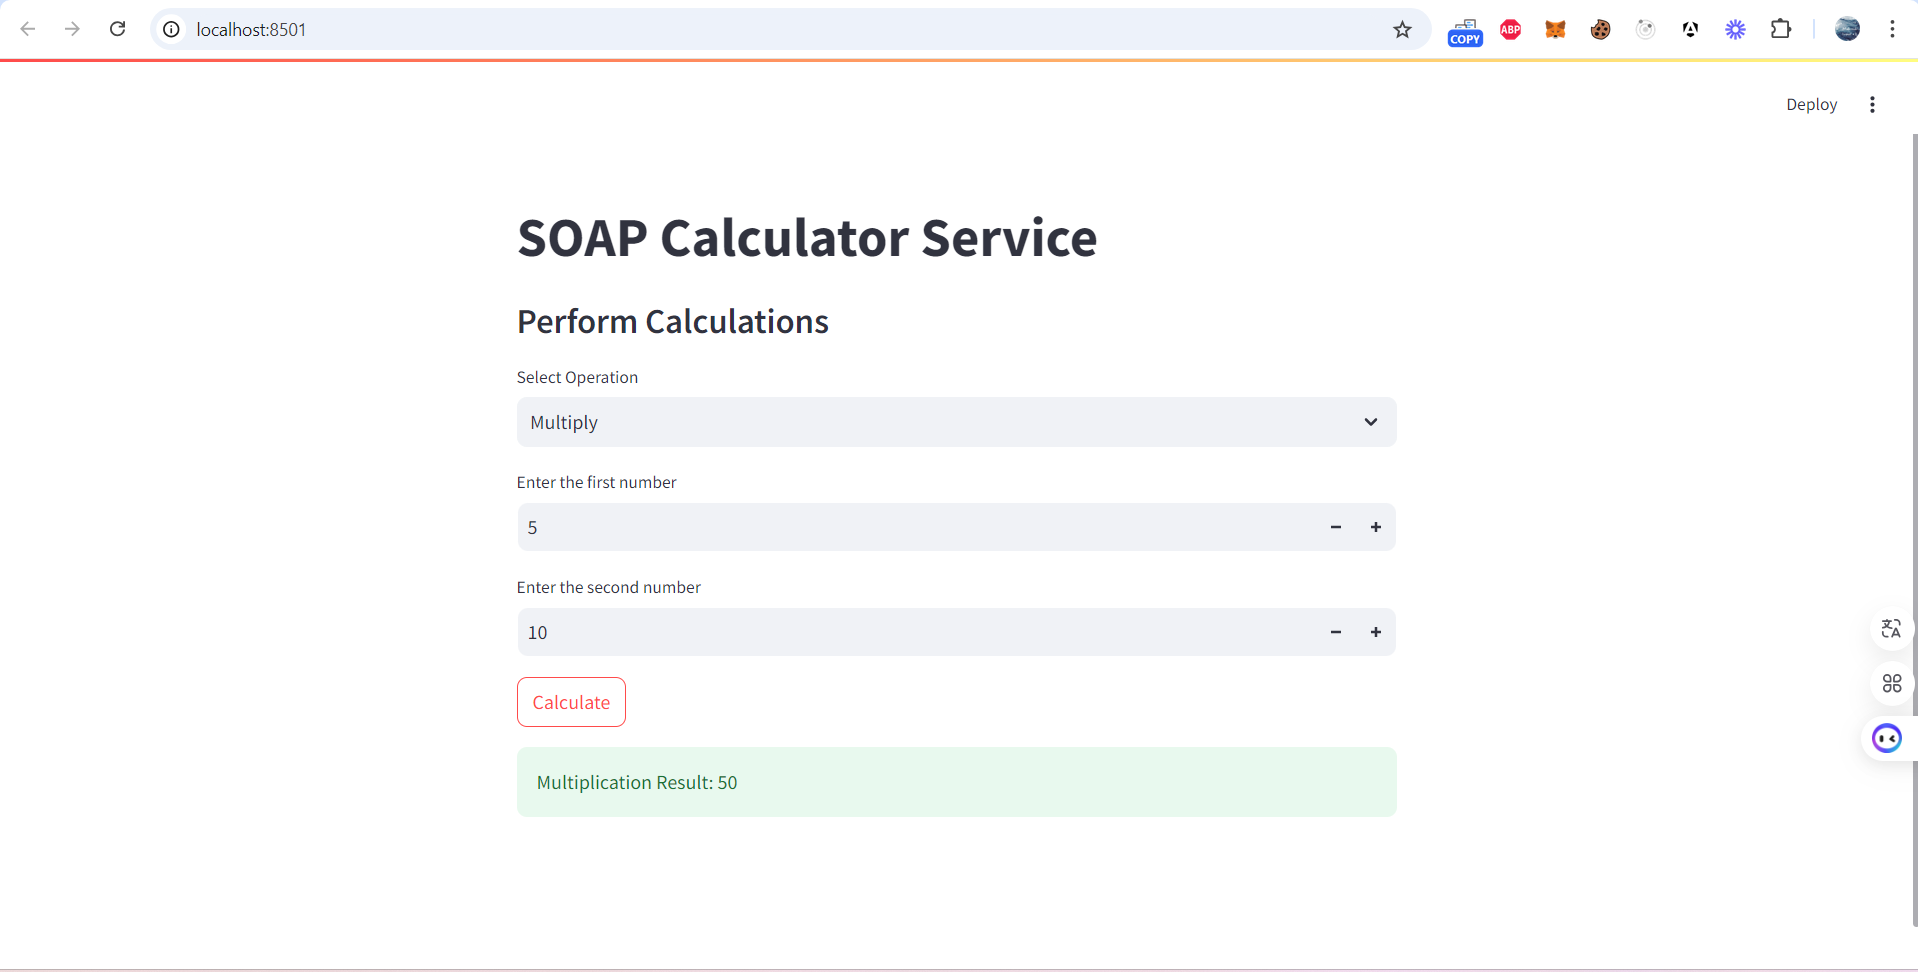 localhost:8501
COPY
ABP
Deploy
SOAP Calculator Service
Perform Calculations
Select Operation
Multiply
Enter the first number
5
Enter the second number
10
Calculate
Multiplication Result: 50